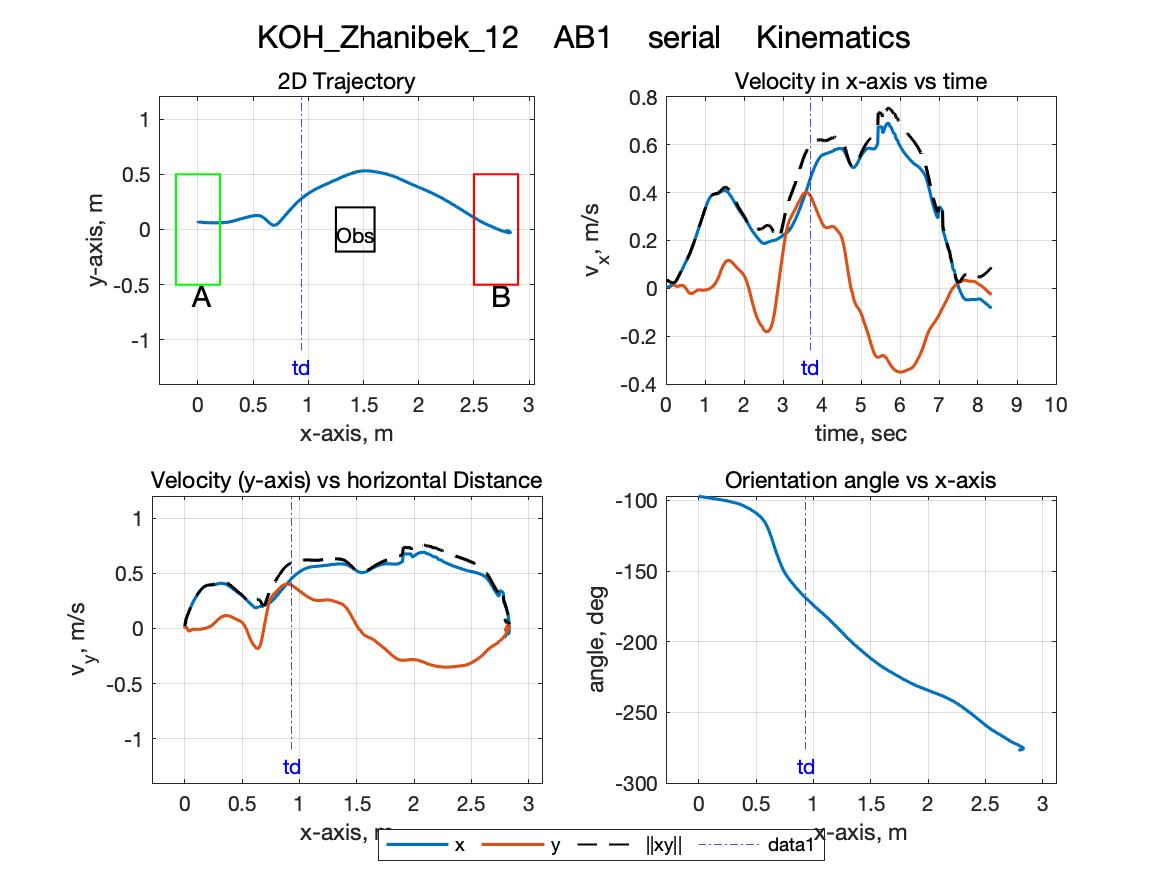 KOH_Zhanibek_12 AB1 serial Kinematics
2D Trajectory
1
0.5
0
-0.5
-1
y-axis, m
A
Obs
B
td
0 0.5 1 1.5 2 2.5 3
x-axis, m
Velocity in x-axis vs time
0.8
0.6
0.4
0.2
0
-0.2
-0.4
v_x, m/s
td
0 1 2 3 4 5 6 7 8 9 10
time, sec
Velocity (y-axis) vs horizontal Distance
1
0.5
0
-0.5
-1
v_y, m/s
td
0 0.5 1 1.5 2 2.5 3
x-axis, m
Orientation angle vs x-axis
-100
-150
-200
-250
-300
angle, deg
td
0 0.5 1 1.5 2 2.5 3
x-axis, m
x y ||xy|| data1